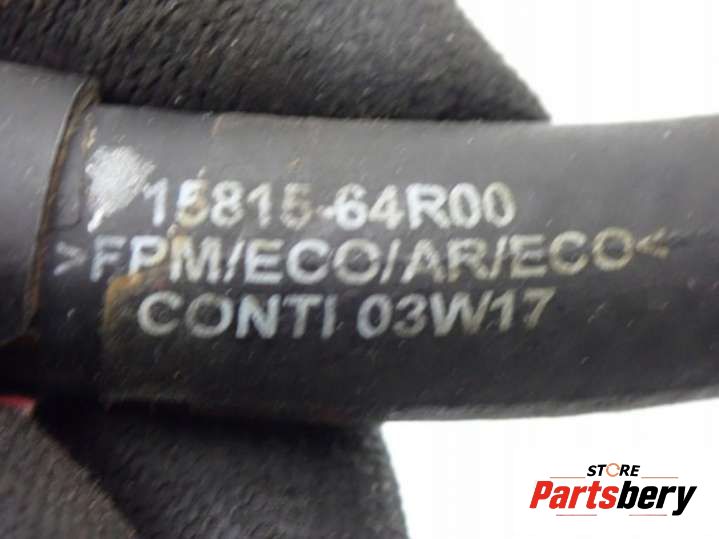 15815-64R00
>FPM/ECO/AR/ECO<
CONTI 03W17
STORE
Partsbery